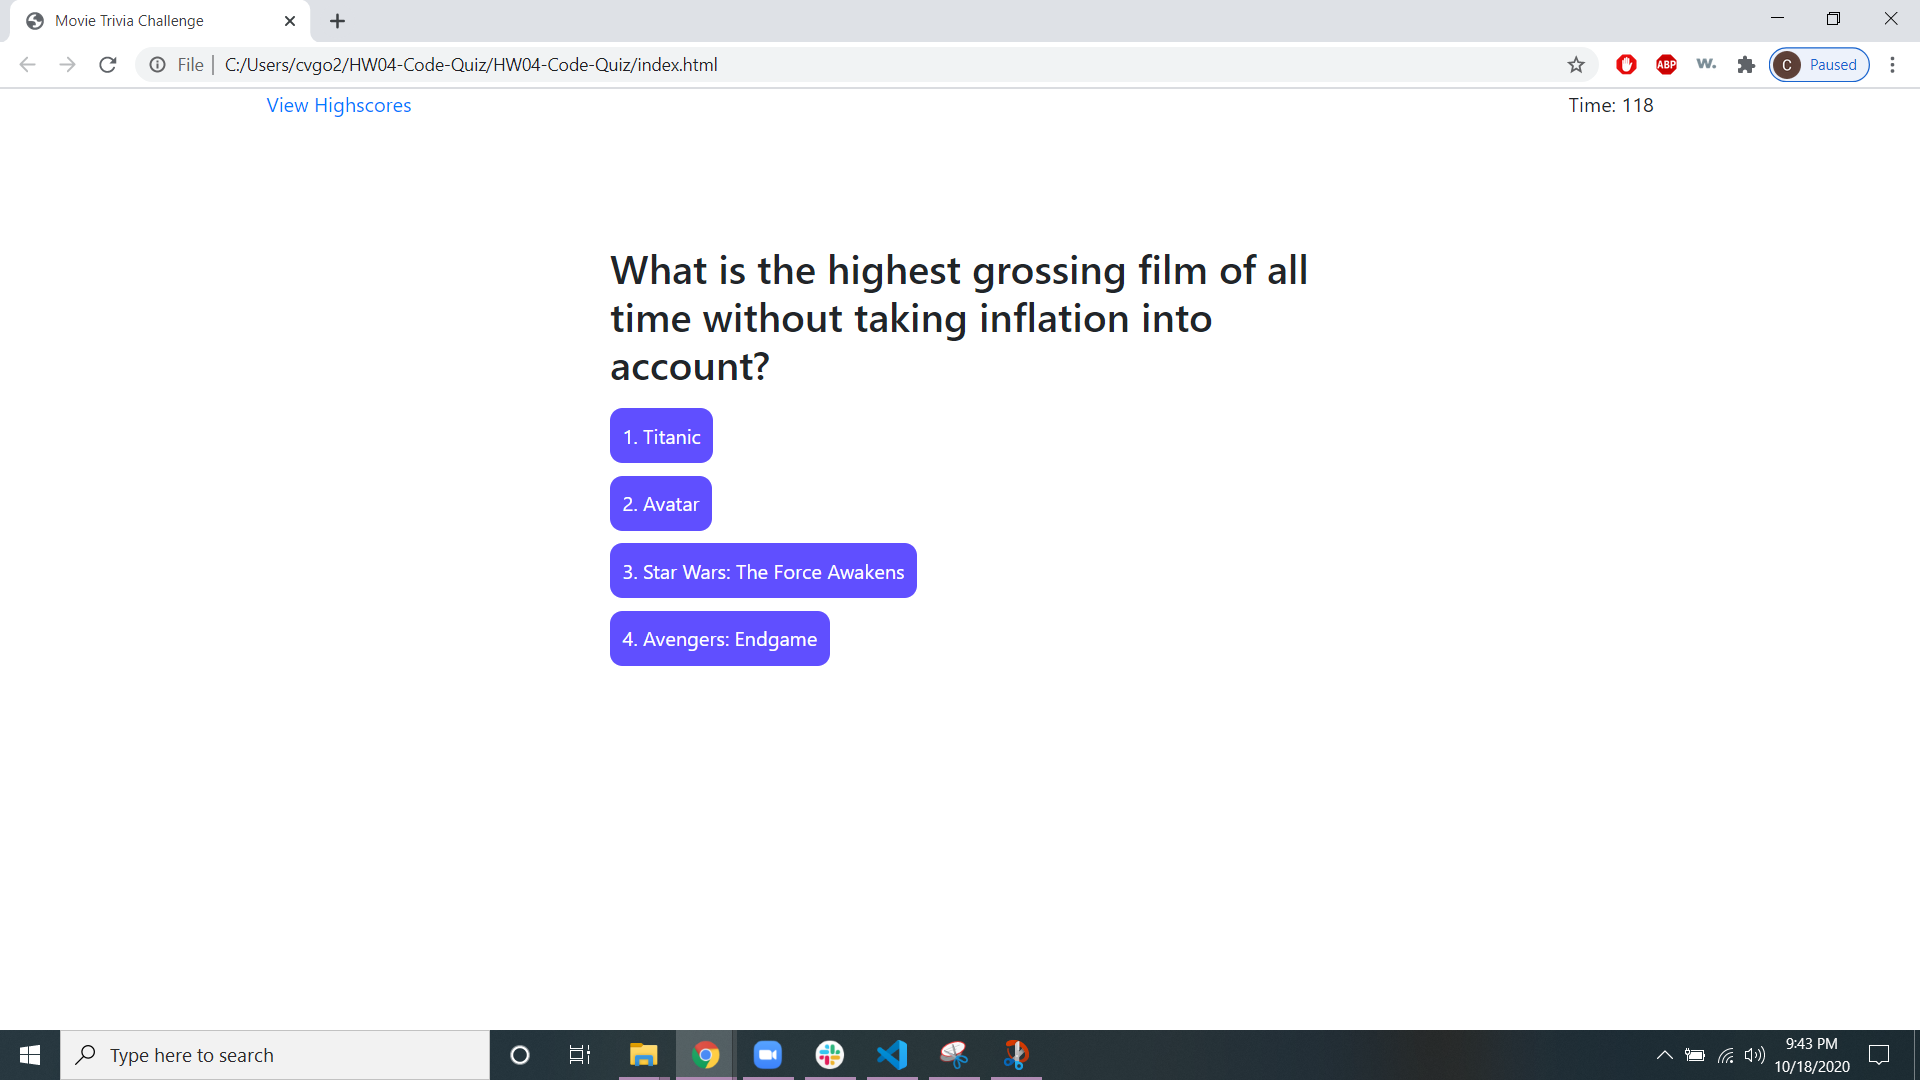 Movie Trivia Challenge
File
C:/Users/cvgo2/HW04-Code-Quiz/HW04-Code-Quiz/index.html
ABP
w.
C
Paused
View Highscores
Time: 118
What is the highest grossing film of all
time without taking inflation into
account?
1. Titanic
2. Avatar
3. Star Wars: The Force Awakens
4. Avengers: Endgame
Type here to search
9:43 PM
10/18/2020